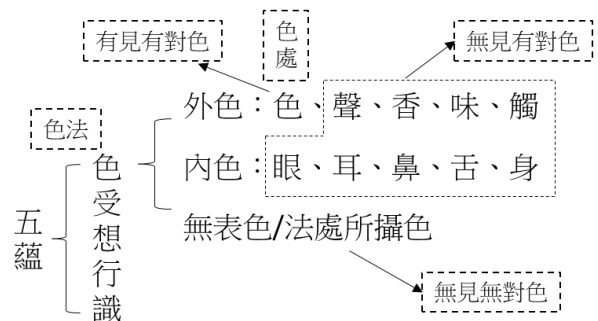 有見有對色
色處
無見有對色
外色：色、聲、香、味、觸
色法
內色：眼、耳、鼻、舌、身
五蘊
色受想行識
無表色/法處所攝色
無見無對色